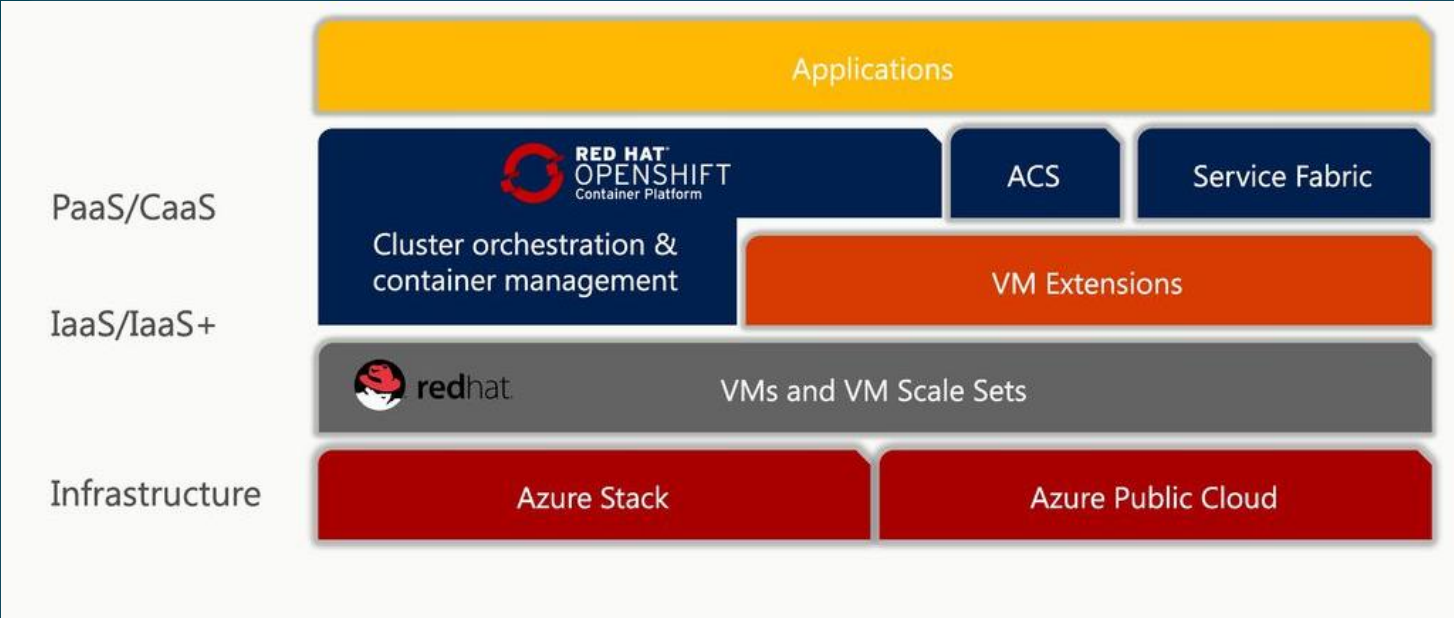 Applications
RED HAT
OPENSHIFT
Container Platform
ACS
Service Fabric
PaaS/CaaS
Cluster orchestration &
container management
VM Extensions
IaaS/IaaS+
redhat.
VMs and VM Scale Sets
Infrastructure
Azure Stack
Azure Public Cloud